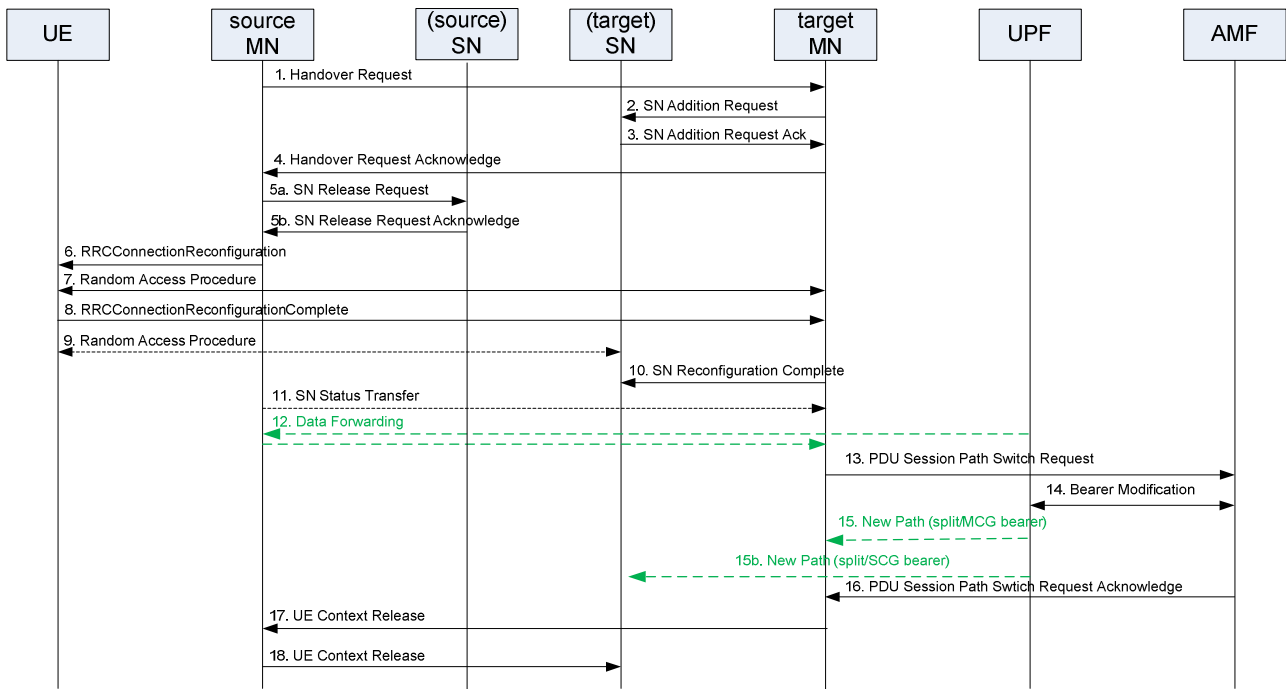 UE
source
MN
(source)
SN
(target)
SN
target
MN
UPF
AMF
1. Handover Request
2. SN Addition Request
3. SN Addition Request Ack
4. Handover Request Acknowledge
5a. SN Release Request
5b. SN Release Request Acknowledge
6. RRCConnectionReconfiguration
7. Random Access Procedure
8. RRCConnectionReconfigurationComplete
9. Random Access Procedure
10. SN Reconfiguration Complete
11. SN Status Transfer
12. Data Forwarding
13. PDU Session Path Switch Request
14. Bearer Modification
15. New Path (split/MCG bearer)
15b. New Path (split/SCG bearer)
16. PDU Session Path Swtich Request Acknowledge
17. UE Context Release
18. UE Context Release